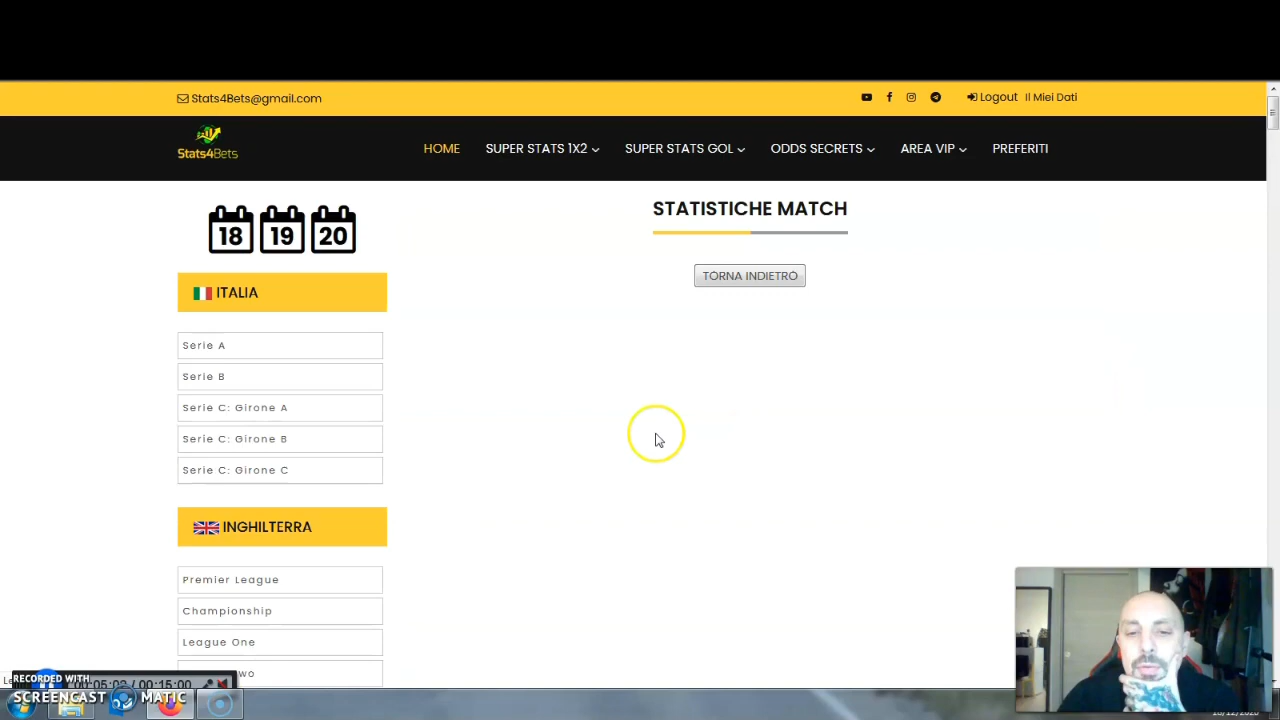 Stats4Bets@gmail.com
Logout Il Miei Dati
Stats4Bets
HOME
SUPER STATS 1X2
SUPER STATS GOL
ODDS SECRETS
AREA VIP
PREFERITI
18
19
20
STATISTICHE MATCH
TORNA INDIETRO
ITALIA
Serie A
Serie B
Serie C: Girone A
Serie C: Girone B
Serie C: Girone C
INGHILTERRA
Premier League
Championship
League One
RECORDED WITH
SCREENCAST
MATIC